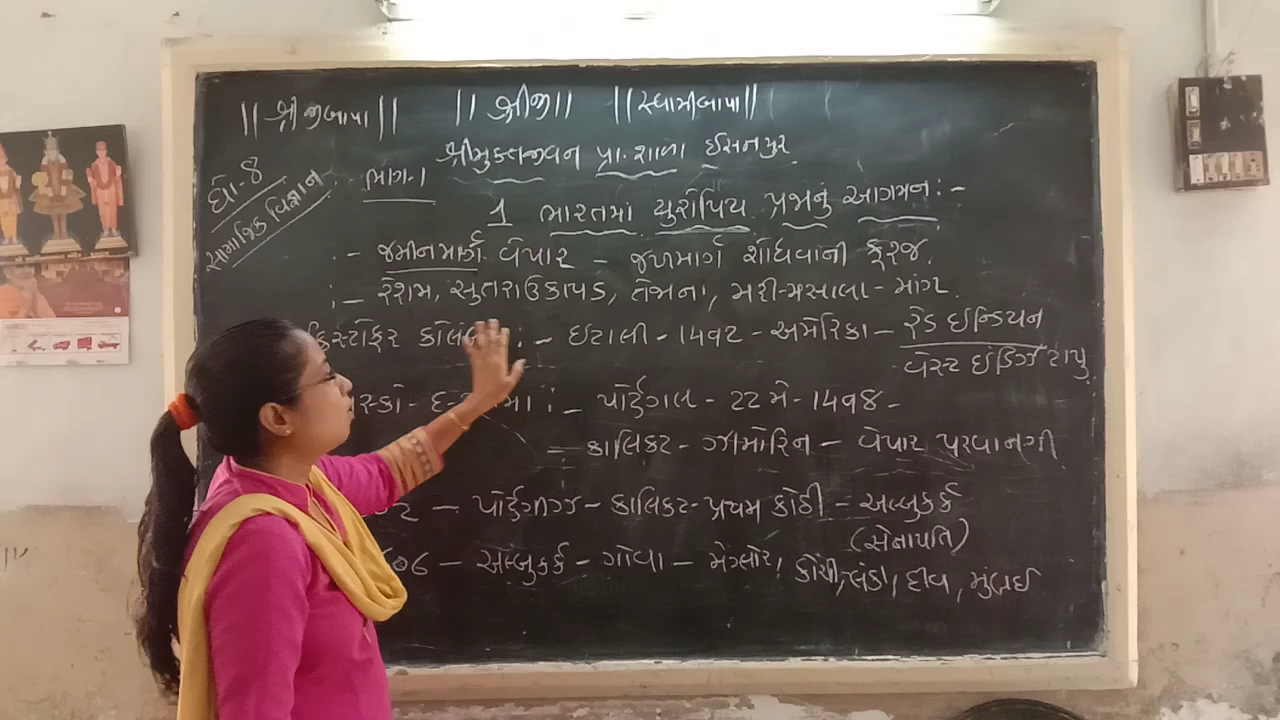 || શ્રીજીબાપા || || શ્રીજી || || સ્વામીબાપા ||
શ્રીમુક્તજીવન પ્રા. શાળા ઈસનપુર
ધો-8
સામાજિક વિજ્ઞાન
ભાગ-1
1 ભારતમાં યુરોપિય પ્રજાનું આગમન :-
:- જમીનમાર્ગે વેપાર - જળમાર્ગ શોધવાની ફરજ.
:- રેશમ, સુતરાઉકાપડ, તેજાના, મરી-મસાલા - માંગ.
ક્રિસ્ટોફર :- ઈટાલી - 1492 - અમેરિકા - રેડ ઇન્ડિયન
વેસ્ટ ઇંડિઝ ટાપુ
:- પોર્ટુગલ - 22 મે - 1498 -
= કાલિકટ - ઝામોરિન - વેપાર પરવાનગી
- પોર્ટુગીઝ - કાલિકટ - પ્રથમ કોઠી - અલ્બુકર્ક
(સેનાપતિ)
- અલ્બુકર્ક - ગોવા - મેંગ્લોર, કોચી, લંકા, દીવ, મુંબઈ